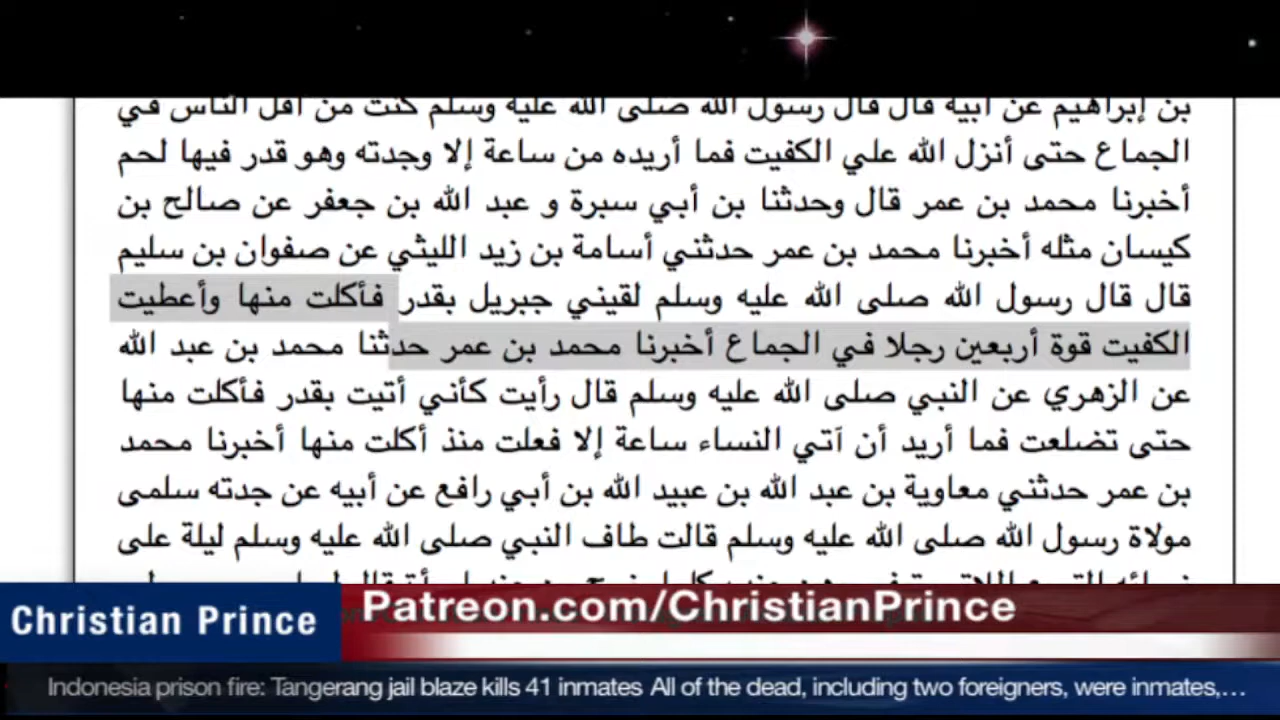 بن إبراهيم عن أبيه قال قال رسول الله صلى الله عليه وسلم كنت من أقل الناس في
الجماع حتى أنزل الله علي الكفيت فما أريده من ساعة إلا وجدته وهو قدر فيها لحم
أخبرنا محمد بن عمر قال وحدثنا بن أبي سبرة و عبد الله بن جعفر عن صالح بن
كيسان مثله أخبرنا محمد بن عمر حدثني أسامة بن زيد الليثي عن صفوان بن سليم
قال قال رسول الله صلى الله عليه وسلم لقيني جبريل بقدر فأكلت منها وأعطيت
الكفيت قوة أربعين رجلا في الجماع أخبرنا محمد بن عمر حدثنا محمد بن عبد الله
عن الزهري عن النبي صلى الله عليه وسلم قال رأيت كأني أتيت بقدر فأكلت منها
حتى تضلعت فما أريد أن آتي النساء ساعة إلا فعلت منذ أكلت منها أخبرنا محمد
بن عمر حدثني معاوية بن عبد الله بن عبيد الله بن أبي رافع عن أبيه عن جدته سلمى
مولاة رسول الله صلى الله عليه وسلم قالت طاف النبي صلى الله عليه وسلم ليلة على
Christian Prince
Patreon.com/ChristianPrince
Indonesia prison fire: Tangerang jail blaze kills 41 inmates All of the dead, including two foreigners, were inmates,...